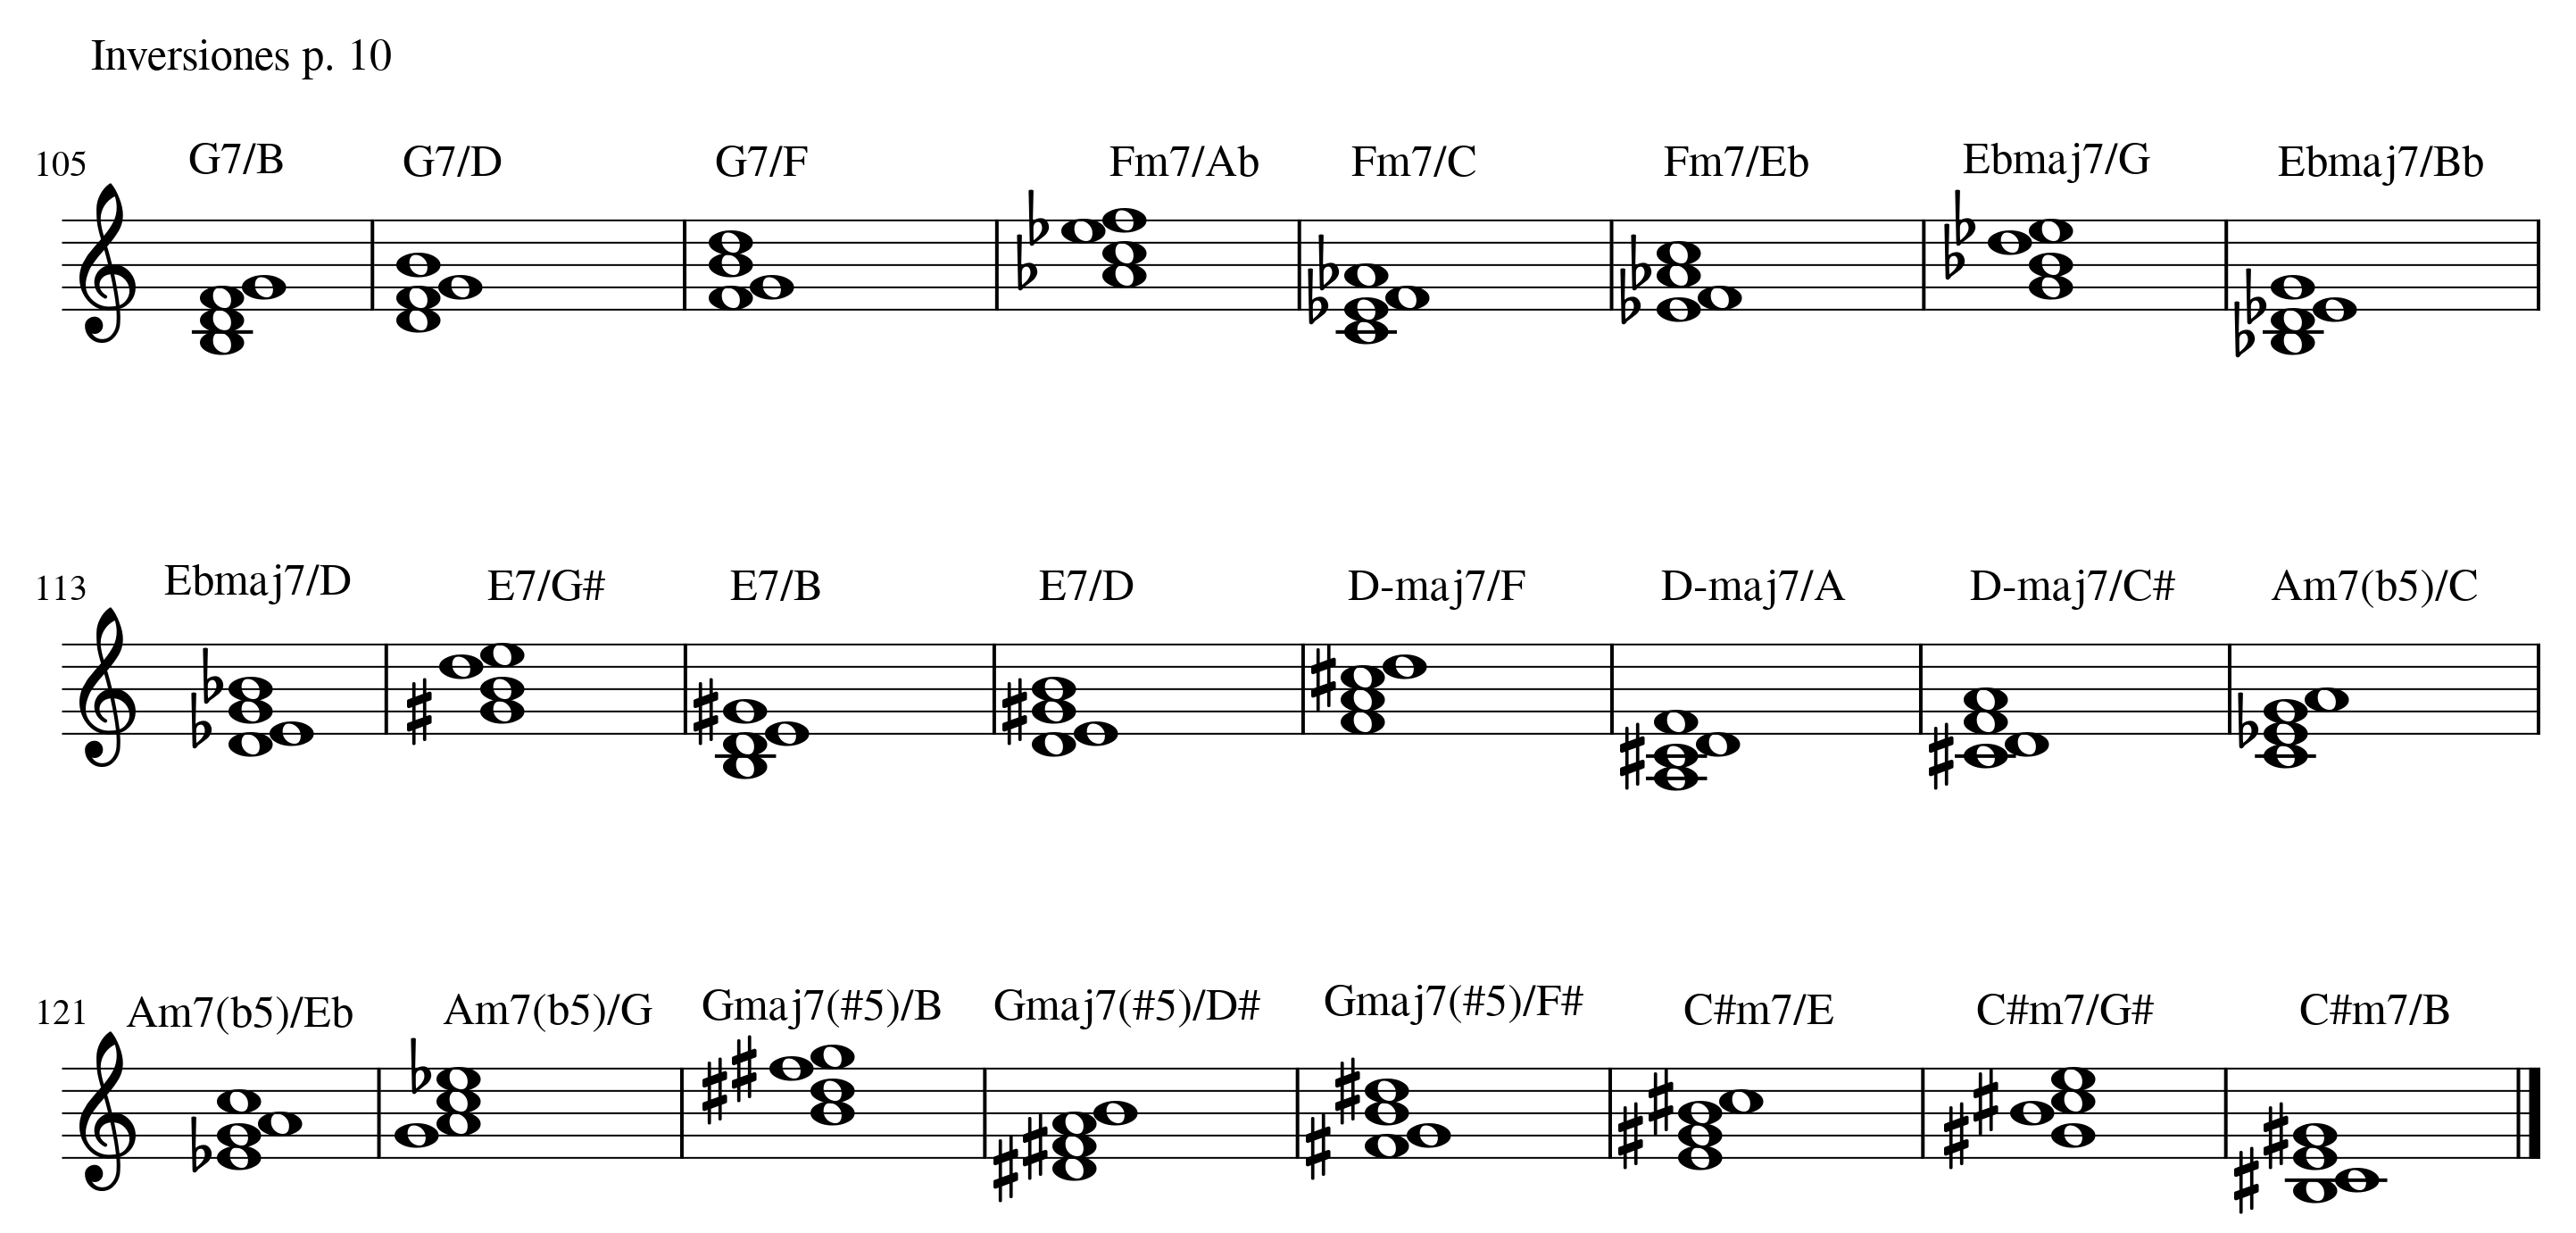 Inversiones p. 10
105 G7/B G7/D G7/F Fm7/Ab Fm7/C Fm7/Eb Ebmaj7/G Ebmaj7/Bb
113 Ebmaj7/D E7/G# E7/B E7/D D-maj7/F D-maj7/A D-maj7/C# Am7(b5)/C
121 Am7(b5)/Eb Am7(b5)/G Gmaj7(#5)/B Gmaj7(#5)/D# Gmaj7(#5)/F# C#m7/E C#m7/G# C#m7/B